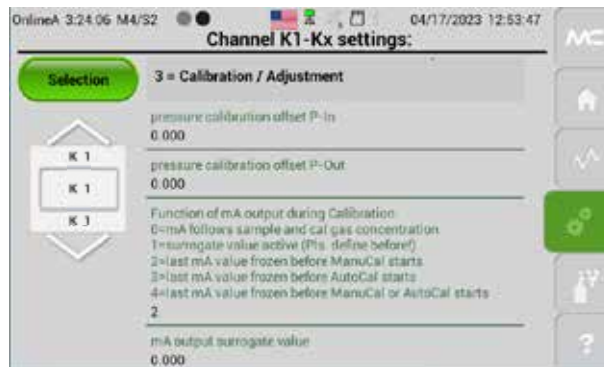 OnlineA 3:24:06 M4/S2 04/17/2023 12:53:47
Channel K1-Kx settings:
MC
Selection
3 = Calibration / Adjustment
pressure calibration offset P-In
0.000
K 1
K 1
K 1
pressure calibration offset P-Out
0.000
Function of mA output during Calibration
0=mA follows sample and cal gas concentration
1=surrogate value active (Pls. define before!)
2=last mA value frozen before ManuCal starts
3=last mA value frozen before AutoCal starts
4=last mA value frozen before ManuCal or AutoCal starts
2
mA output surrogate value
0.000
?